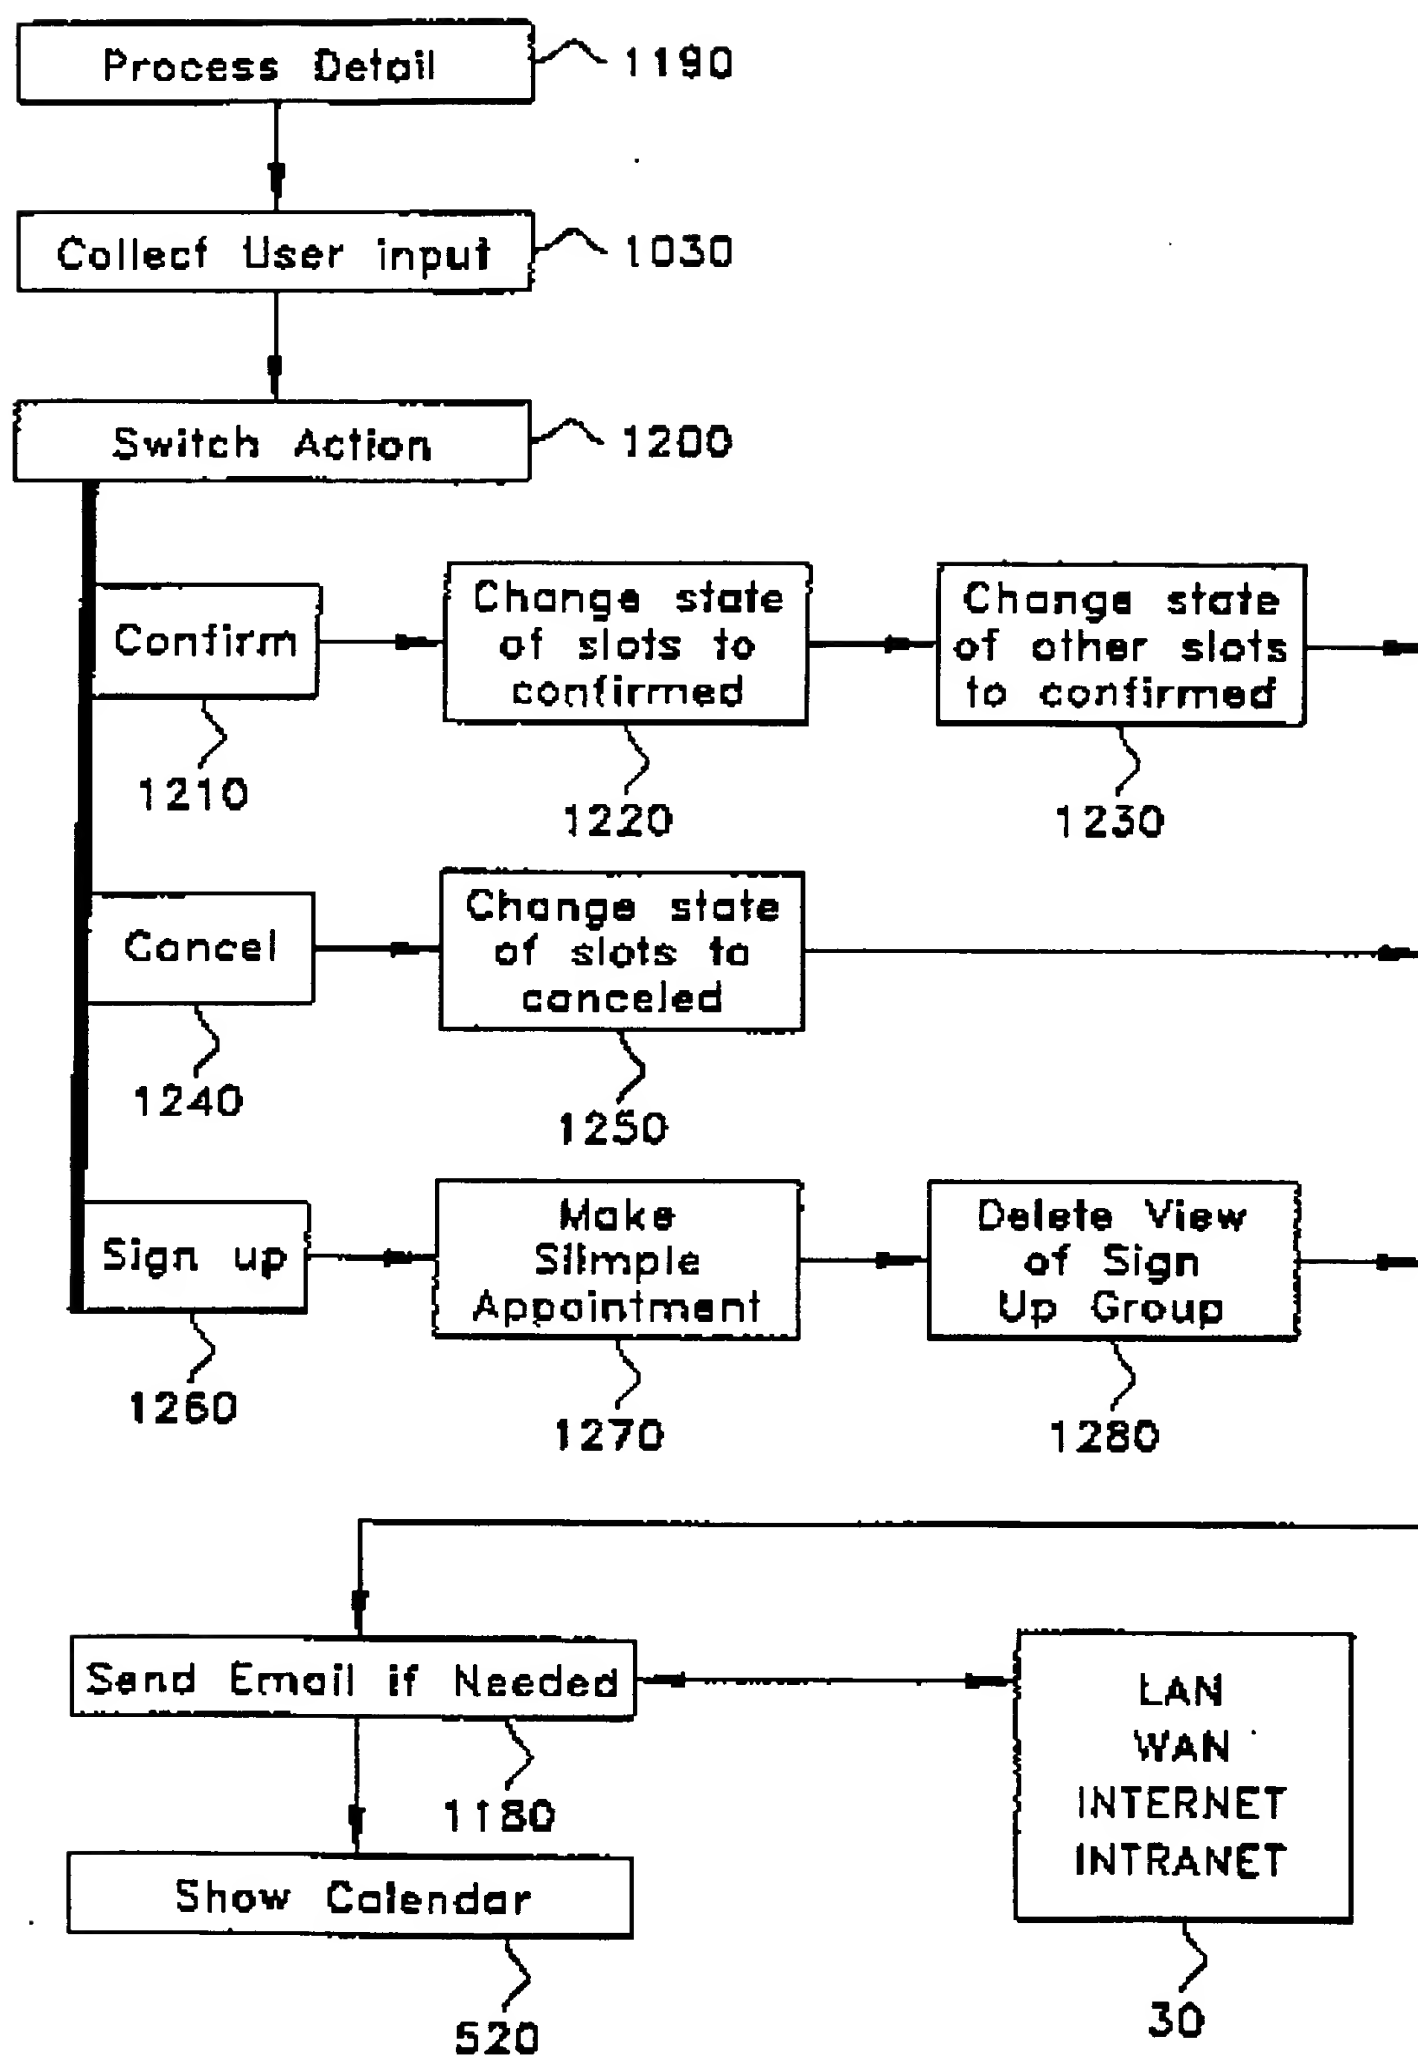 Process Detail
1190
Collect User input
1030
Switch Action
1200
Confirm
1210
Change state
of slots to
confirmed
1220
Change state
of other slots
to confirmed
1230
Cancel
1240
Change state
of slots to
canceled
1250
Sign up
1260
Make
SIimple
Appointment
1270
Delete View
of Sign
Up Group
1280
Send Email if Needed
1180
LAN
WAN
INTERNET
INTRANET
30
Show Calendar
520